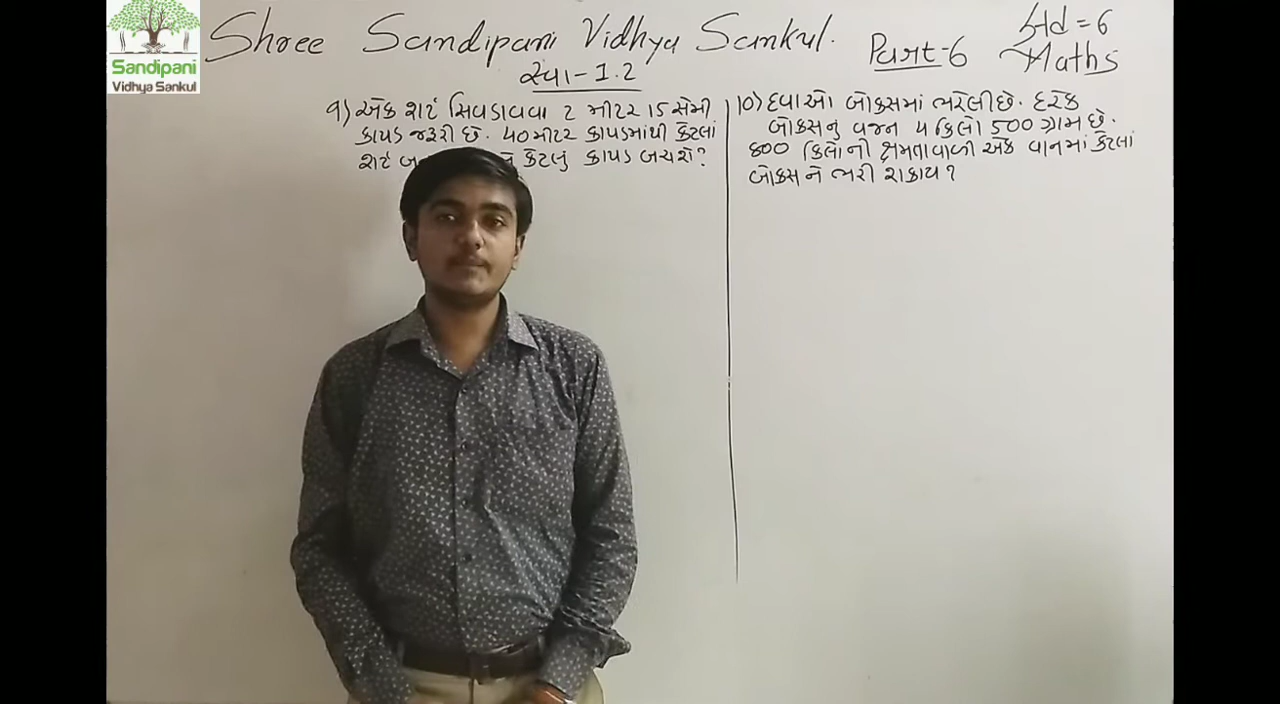 Sandipani
Vidhya Sankul
Shree Sandipani Vidhya Sankul.
Part-6
Std = 6
Maths
સ્વા-1.2
૧) એક શર્ટ સિવડાવવા 2 મીટર 15 સેમી
કાપડ જરૂરી છે. 40 મીટર કાપડમાંથી કેટલાં
શર્ટ કેટલું કાપડ બચશે?
10) દવાઓ બોક્સમાં ભરેલી છે. દરેક
બોક્સનું વજન 4 કિલો 500 ગ્રામ છે.
800 કિલોની ક્ષમતાવાળી એક વાનમાં કેટલાં
બોક્સને ભરી શકાય?